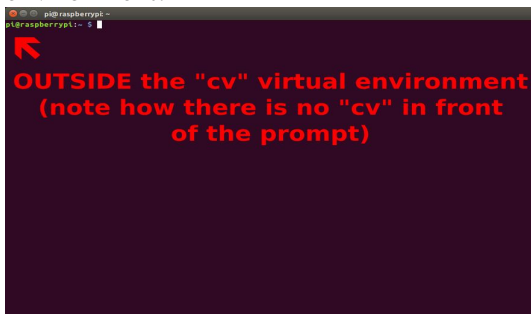 pi@raspberrypi: ~
pi@raspberrypi:~ $
OUTSIDE the "cv" virtual environment
(note how there is no "cv" in front
of the prompt)